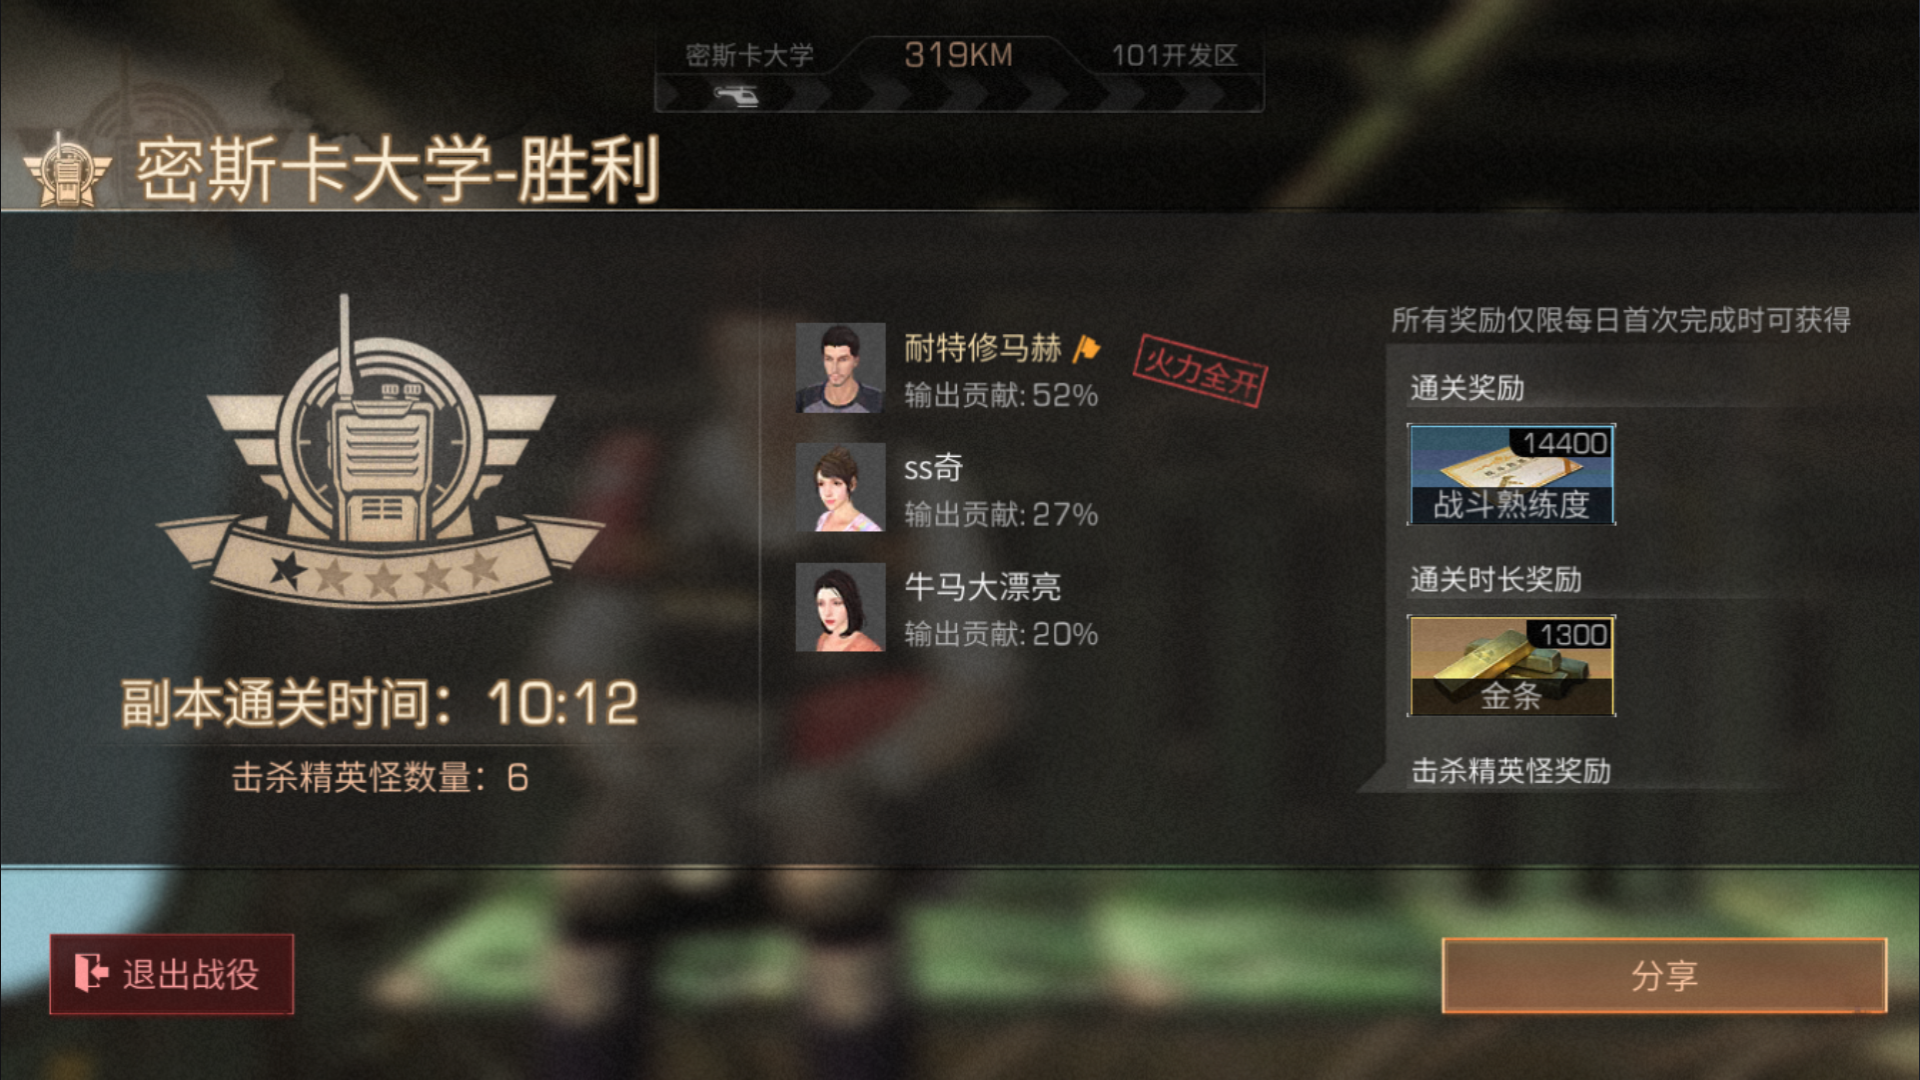 密斯卡大学
319KM
101开发区
密斯卡大学-胜利
耐特修马赫
输出贡献: 52%
火力全开
ss奇
输出贡献: 27%
牛马大漂亮
输出贡献: 20%
副本通关时间：10:12
击杀精英怪数量：6
所有奖励仅限每日首次完成时可获得
通关奖励
14400
战斗熟练度
通关时长奖励
1300
金条
击杀精英怪奖励
退出战役
分享